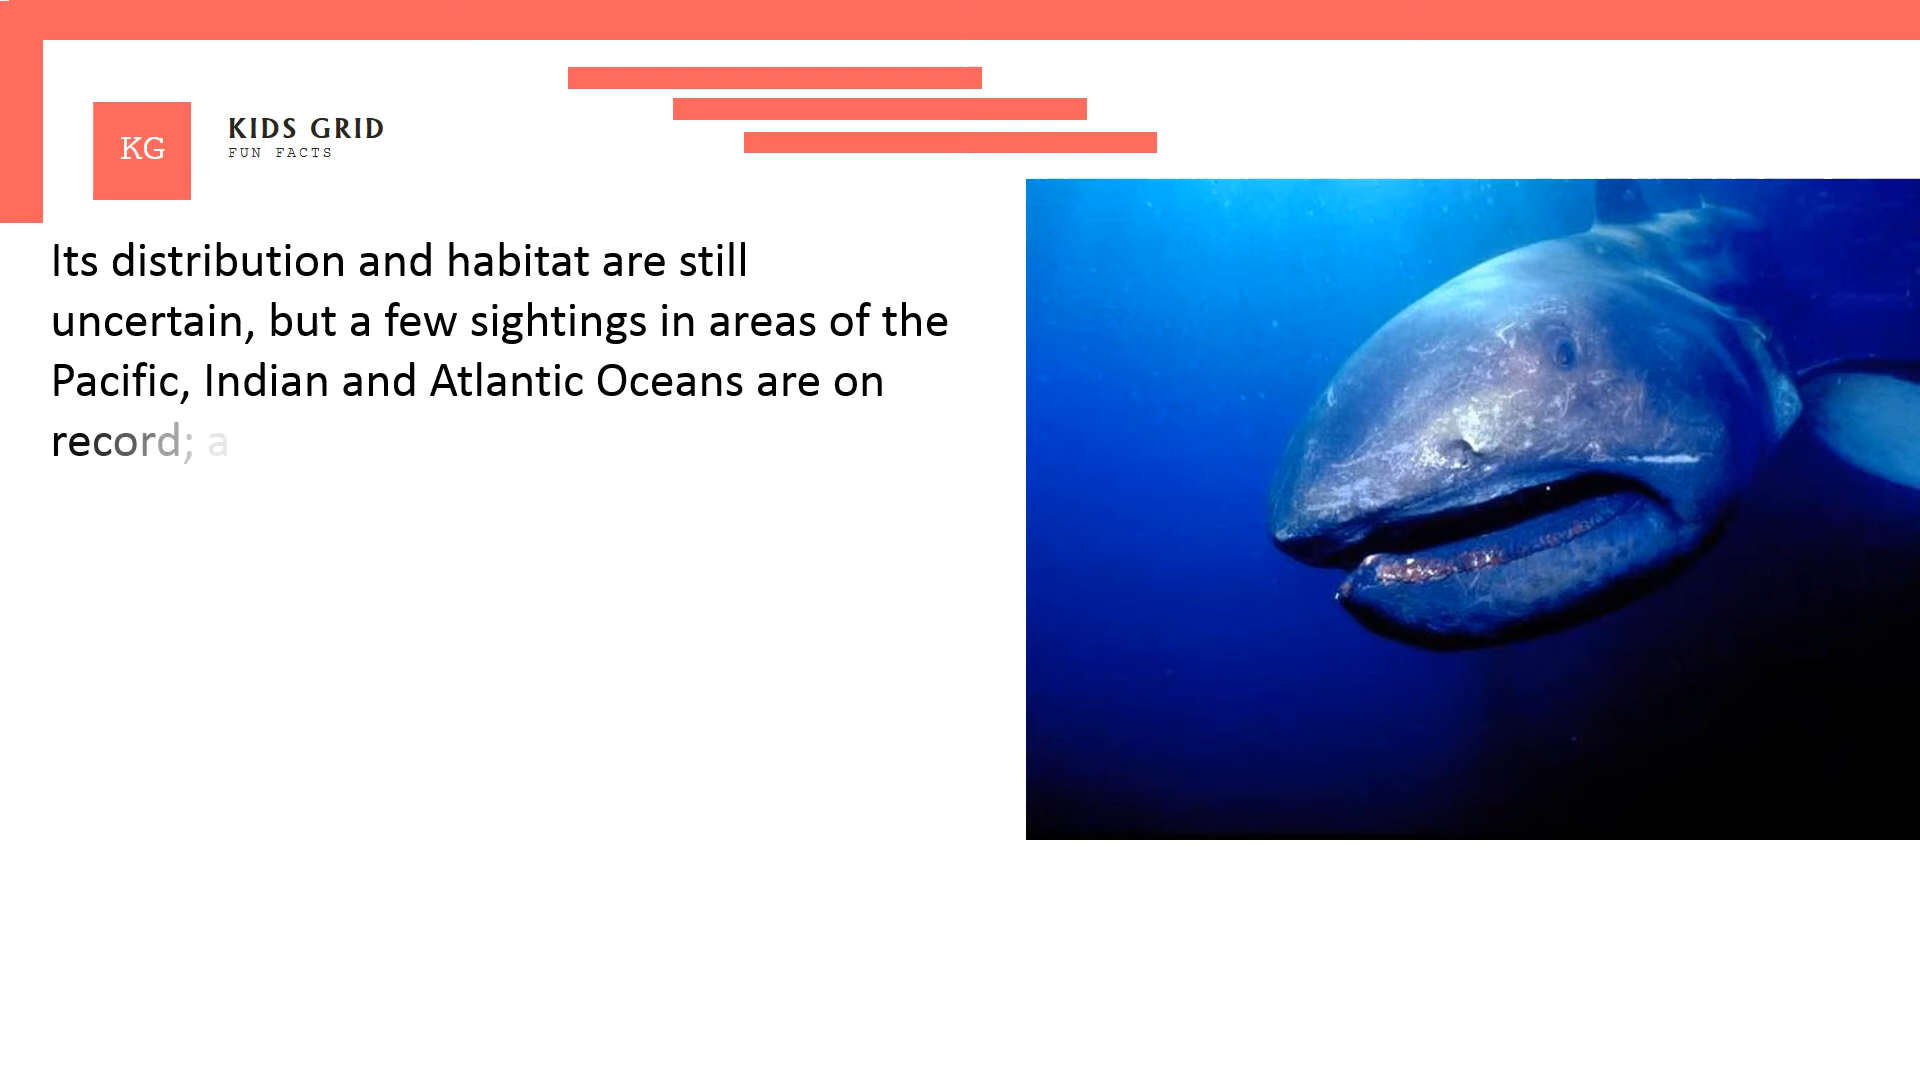 KG
KIDS GRID
FUN FACTS
Its distribution and habitat are still
uncertain, but a few sightings in areas of the
Pacific, Indian and Atlantic Oceans are on
record; a